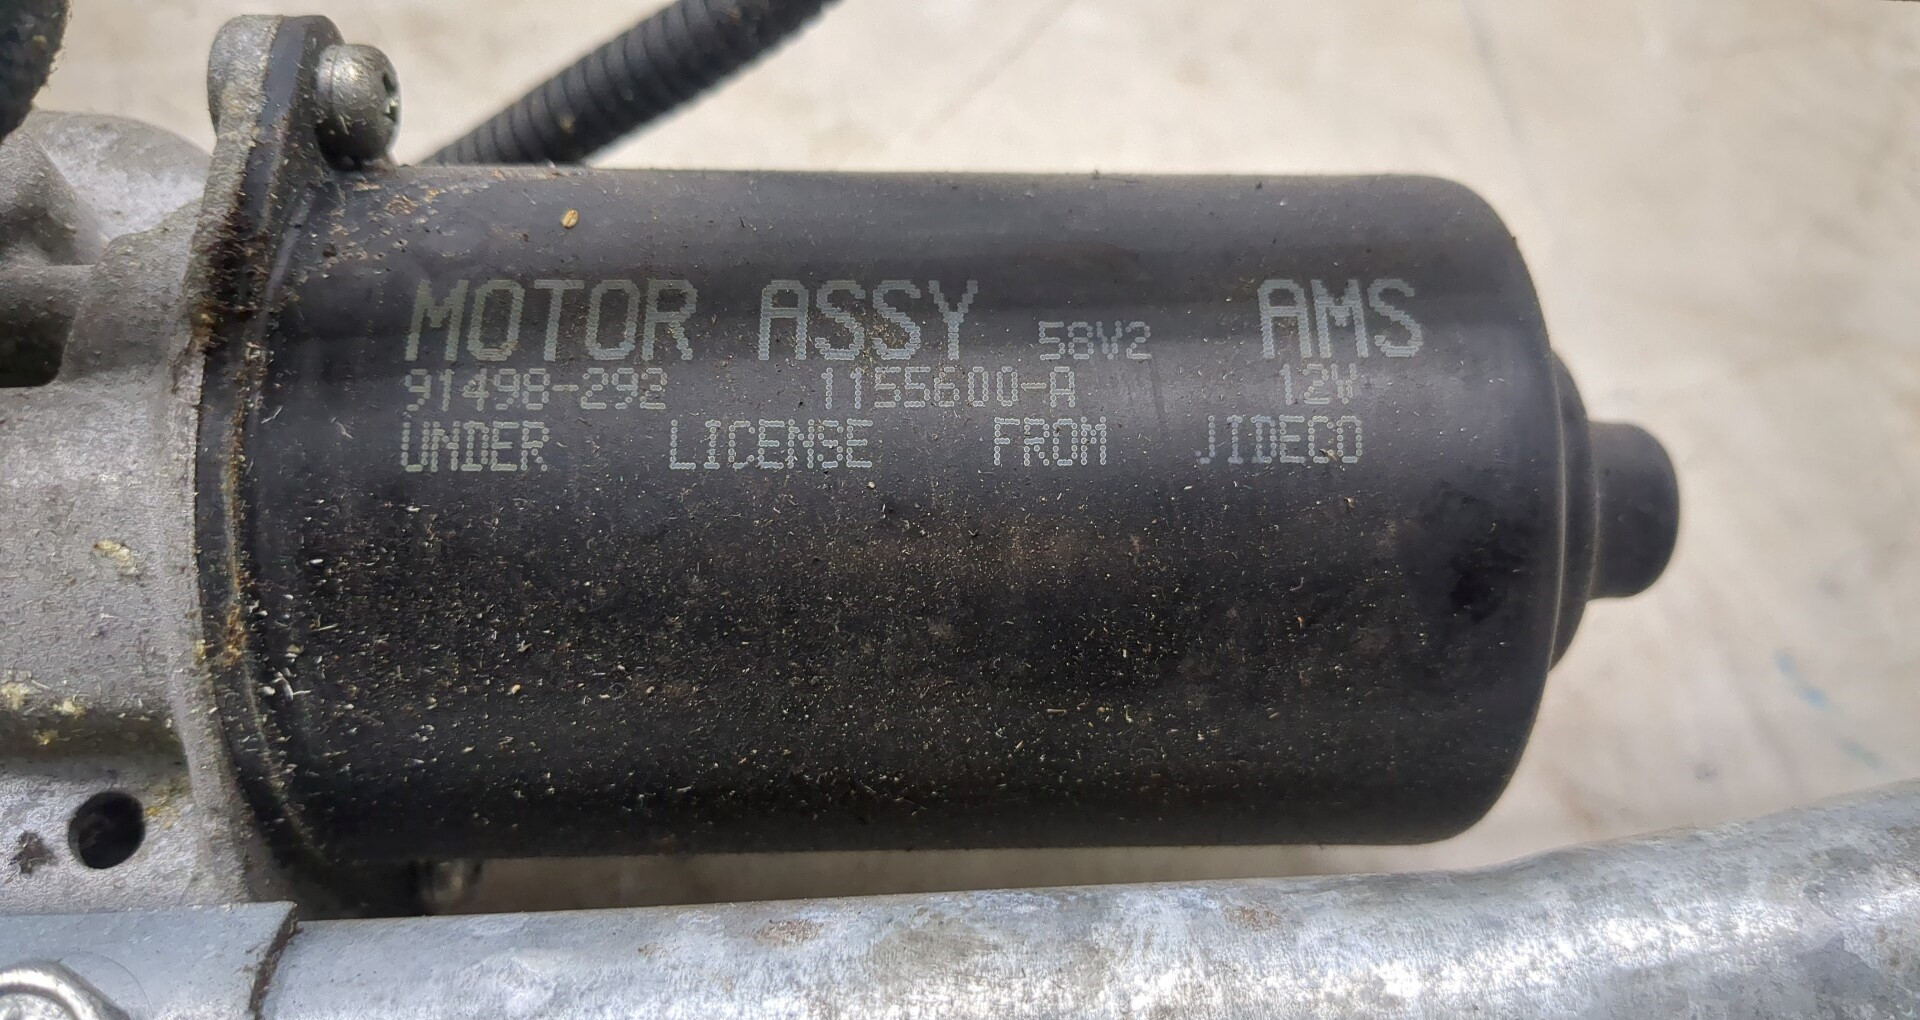 MOTOR ASSY 58V2 AMS
91498-292 1155600-A 12V
UNDER LICENSE FROM JIDECO